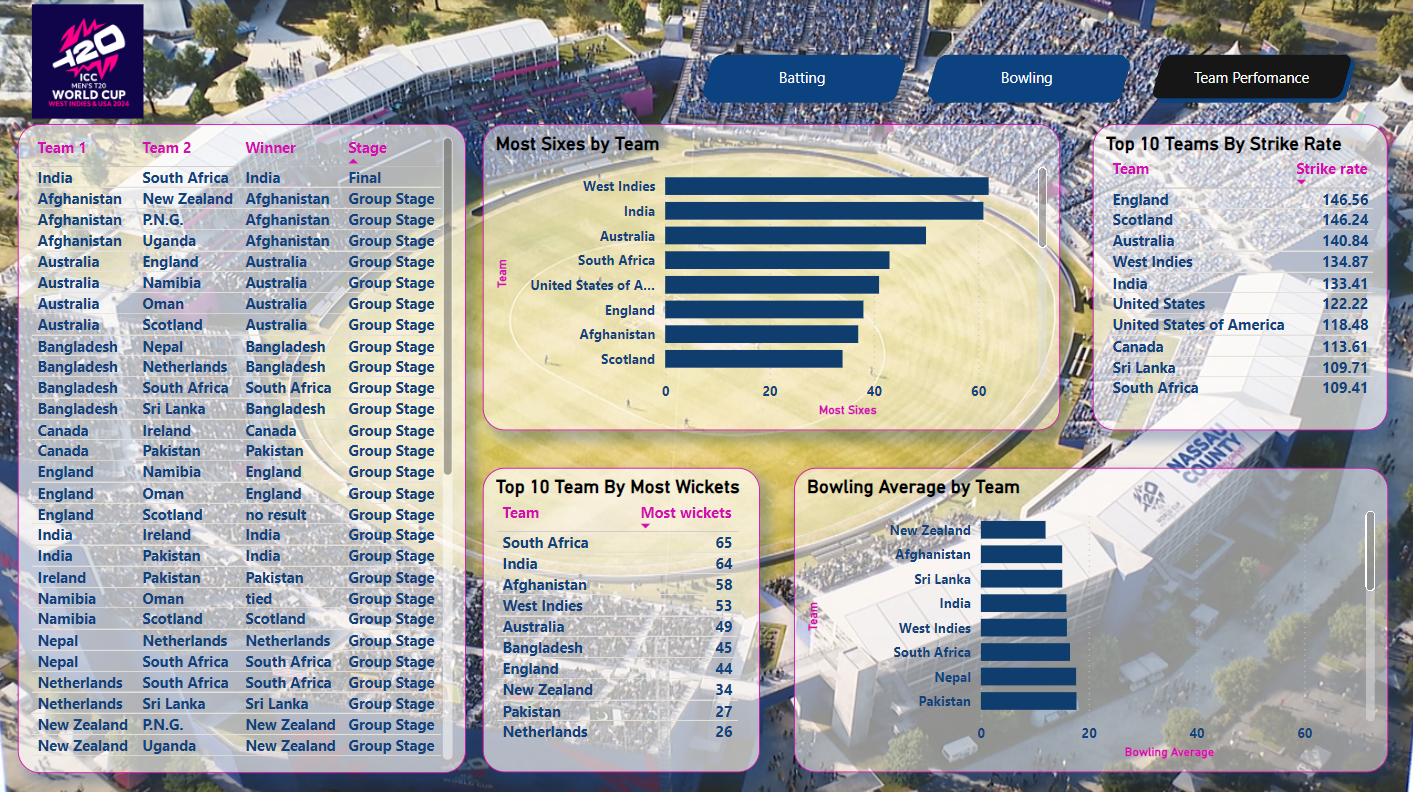 T20
ICC
MEN'S T20
WORLD CUP
WEST INDIES & USA 2024
Batting
Bowling
Team Perfomance
Team 1 Team 2 Winner Stage
India South Africa India Final
Afghanistan New Zealand Afghanistan Group Stage
Afghanistan P.N.G. Afghanistan Group Stage
Afghanistan Uganda Afghanistan Group Stage
Australia England Australia Group Stage
Australia Namibia Australia Group Stage
Australia Oman Australia Group Stage
Australia Scotland Australia Group Stage
Bangladesh Nepal Bangladesh Group Stage
Bangladesh Netherlands Bangladesh Group Stage
Bangladesh South Africa South Africa Group Stage
Bangladesh Sri Lanka Bangladesh Group Stage
Canada Ireland Canada Group Stage
Canada Pakistan Pakistan Group Stage
England Namibia England Group Stage
England Oman England Group Stage
England Scotland no result Group Stage
India Ireland India Group Stage
India Pakistan India Group Stage
Ireland Pakistan Pakistan Group Stage
Namibia Oman tied Group Stage
Namibia Scotland Scotland Group Stage
Nepal Netherlands Netherlands Group Stage
Nepal South Africa South Africa Group Stage
Netherlands South Africa South Africa Group Stage
Netherlands Sri Lanka Sri Lanka Group Stage
New Zealand P.N.G. New Zealand Group Stage
New Zealand Uganda New Zealand Group Stage
Most Sixes by Team
Team
West Indies
India
Australia
South Africa
United States of A...
England
Afghanistan
Scotland
0 20 40 60
Most Sixes
Top 10 Teams By Strike Rate
Team Strike rate
England 146.56
Scotland 146.24
Australia 140.84
West Indies 134.87
India 133.41
United States 122.22
United States of America 118.48
Canada 113.61
Sri Lanka 109.71
South Africa 109.41
NASSAU
COUNTY
Top 10 Team By Most Wickets
Team Most wickets
South Africa 65
India 64
Afghanistan 58
West Indies 53
Australia 49
Bangladesh 45
England 44
New Zealand 34
Pakistan 27
Netherlands 26
Bowling Average by Team
Team
New Zealand
Afghanistan
Sri Lanka
India
West Indies
South Africa
Nepal
Pakistan
0 20 40 60
Bowling Average